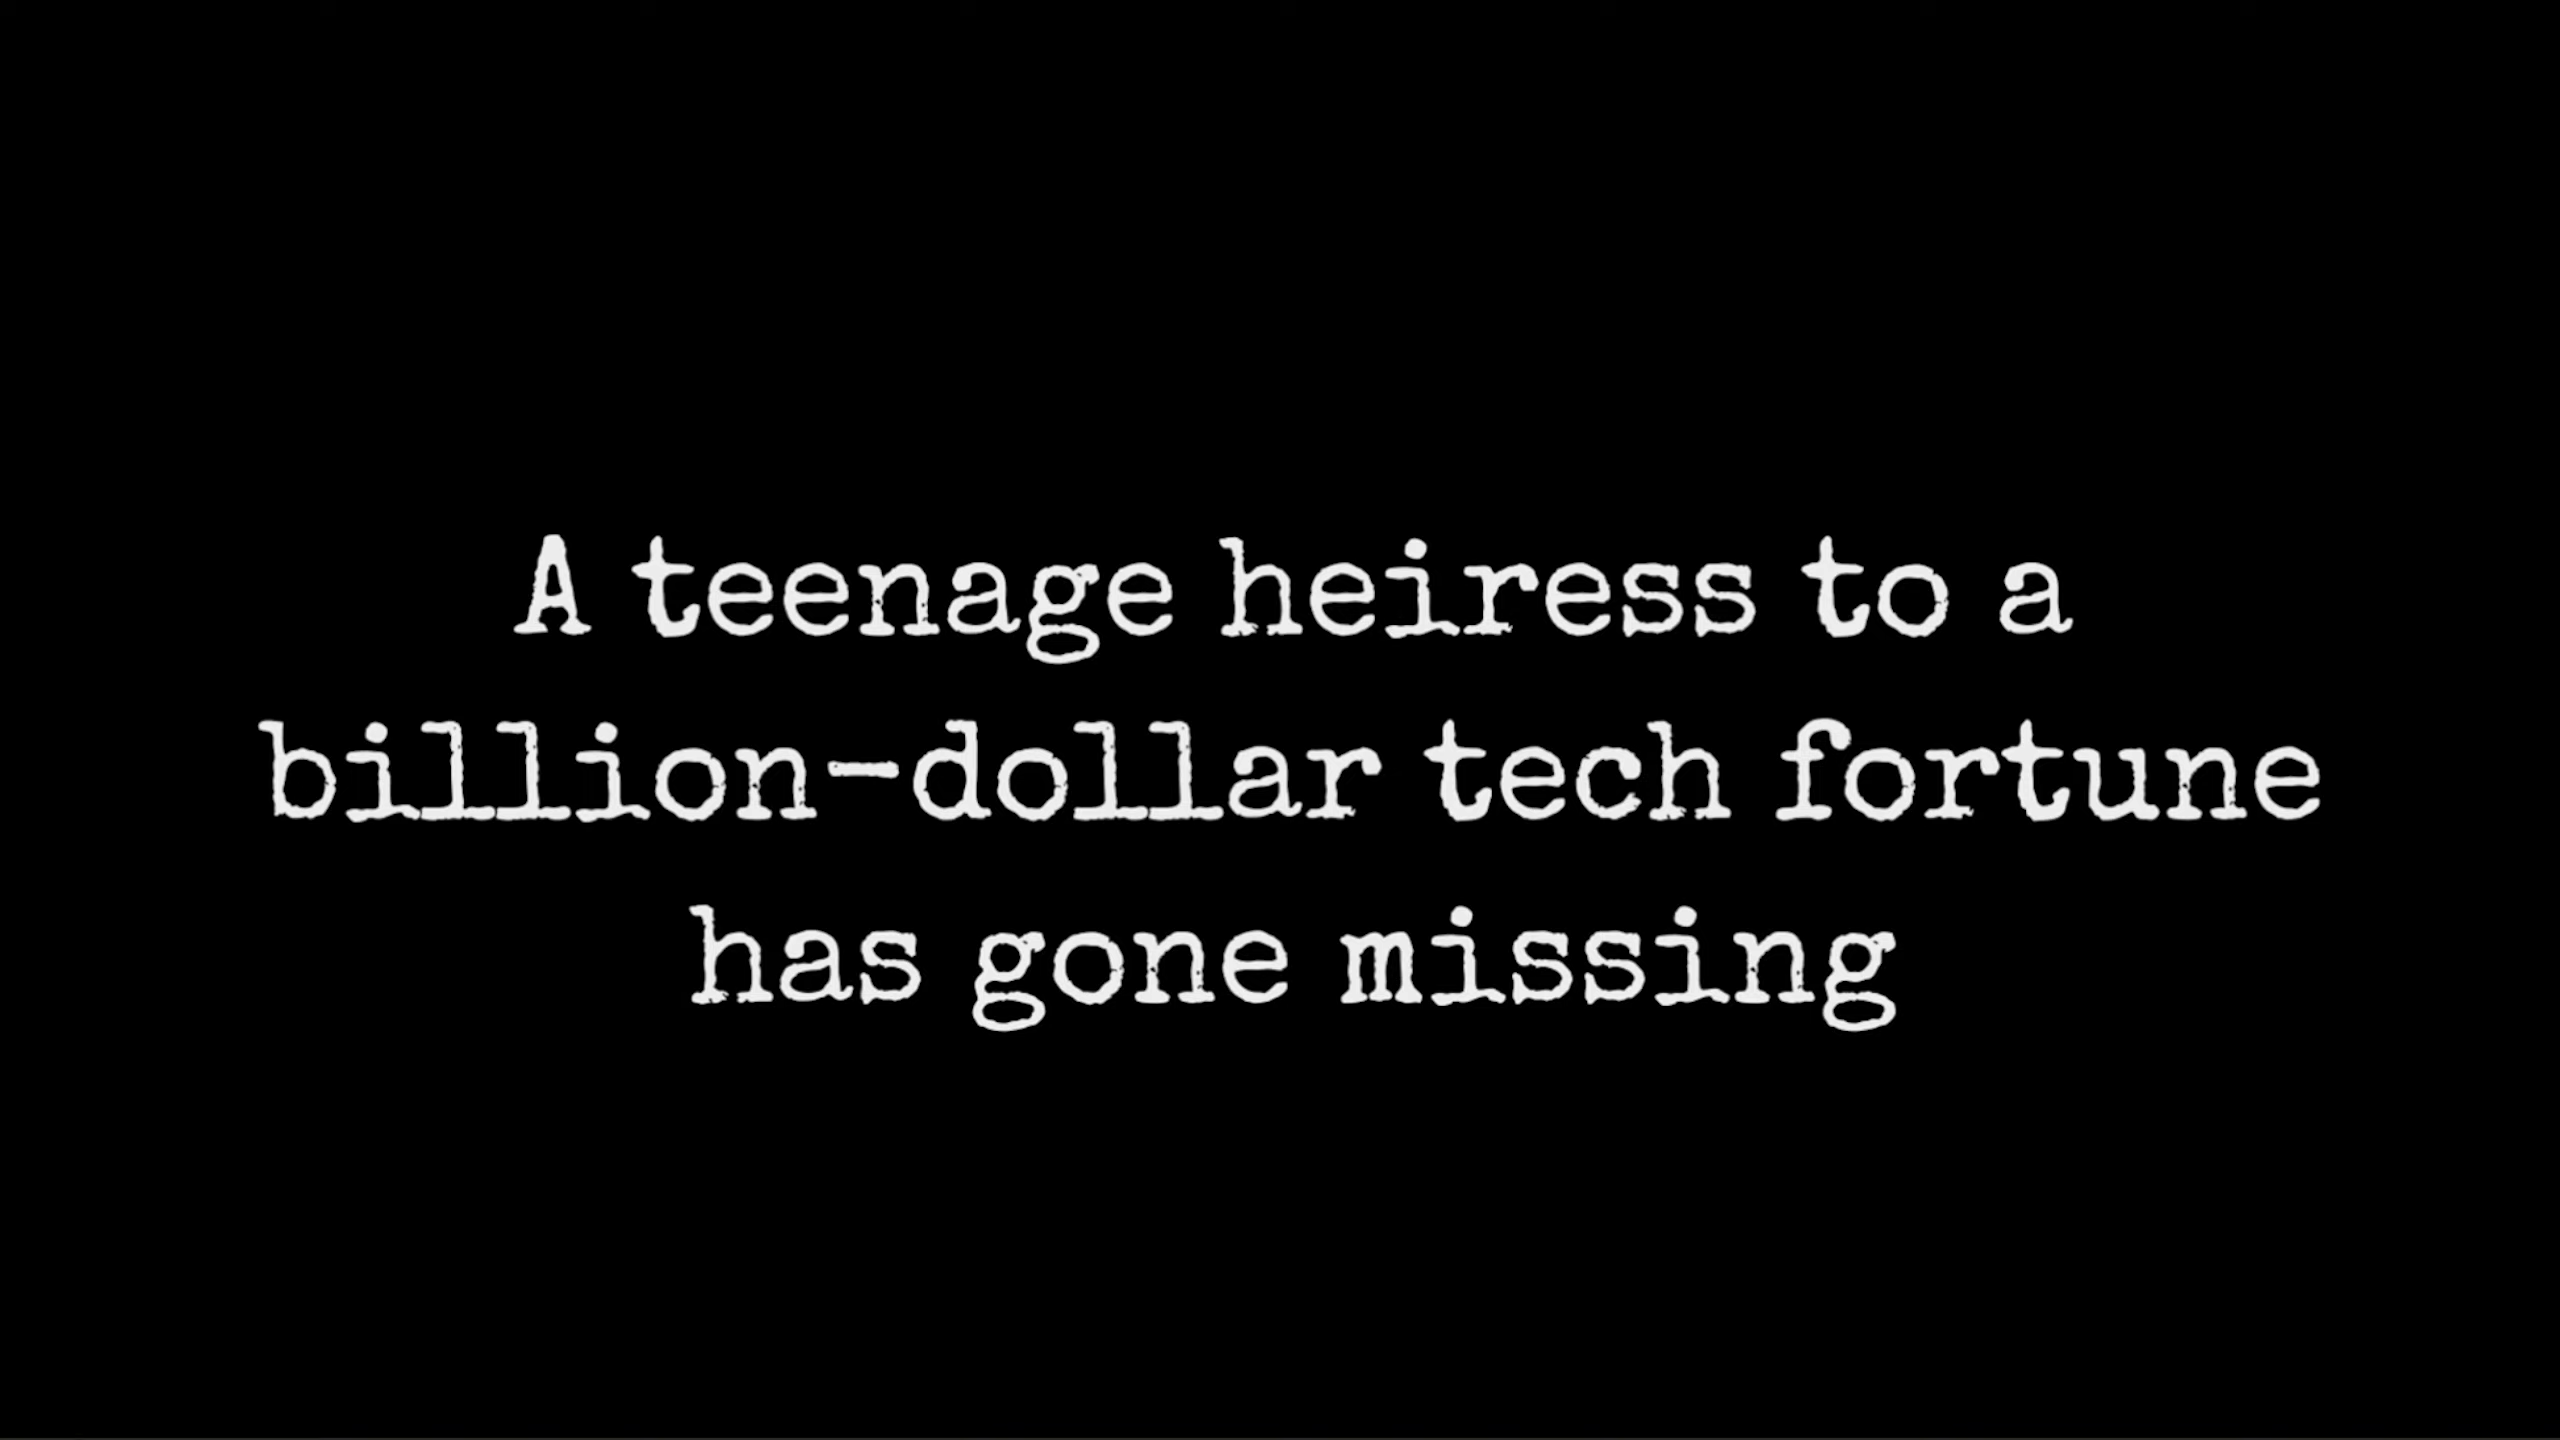 A teenage heiress to a
billion-dollar tech fortune
has gone missing